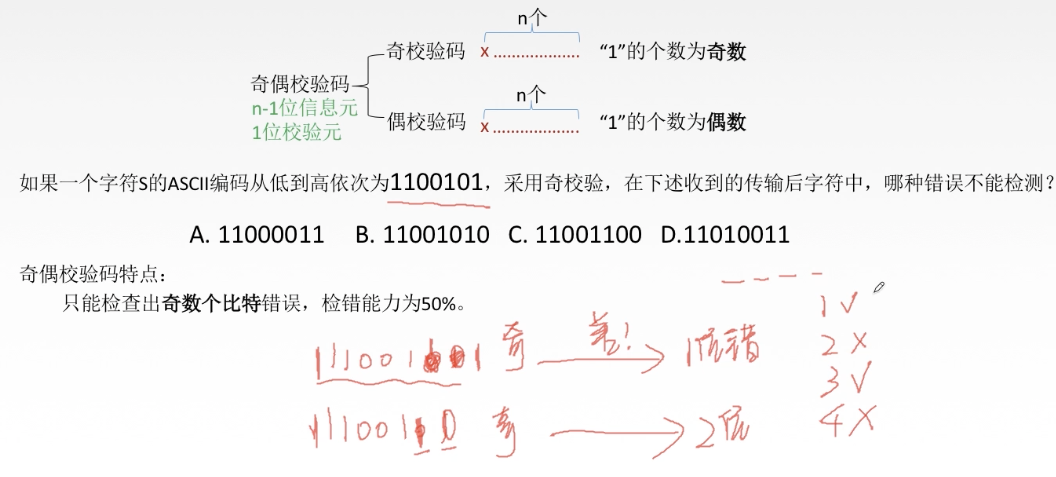 n个
奇校验码 x ................... “1”的个数为奇数
奇偶校验码
n-1位信息元
1位校验元
n个
偶校验码 x ................... “1”的个数为偶数
如果一个字符S的ASCII编码从低到高依次为1100101，采用奇校验，在下述收到的传输后字符中，哪种错误不能检测？
A. 11000011 B. 11001010 C. 11001100 D.11010011
奇偶校验码特点：
只能检查出奇数个比特错误，检错能力为50%。
奇 差! 1位错
奇 2位
1 √
2 ×
3 √
4 ×